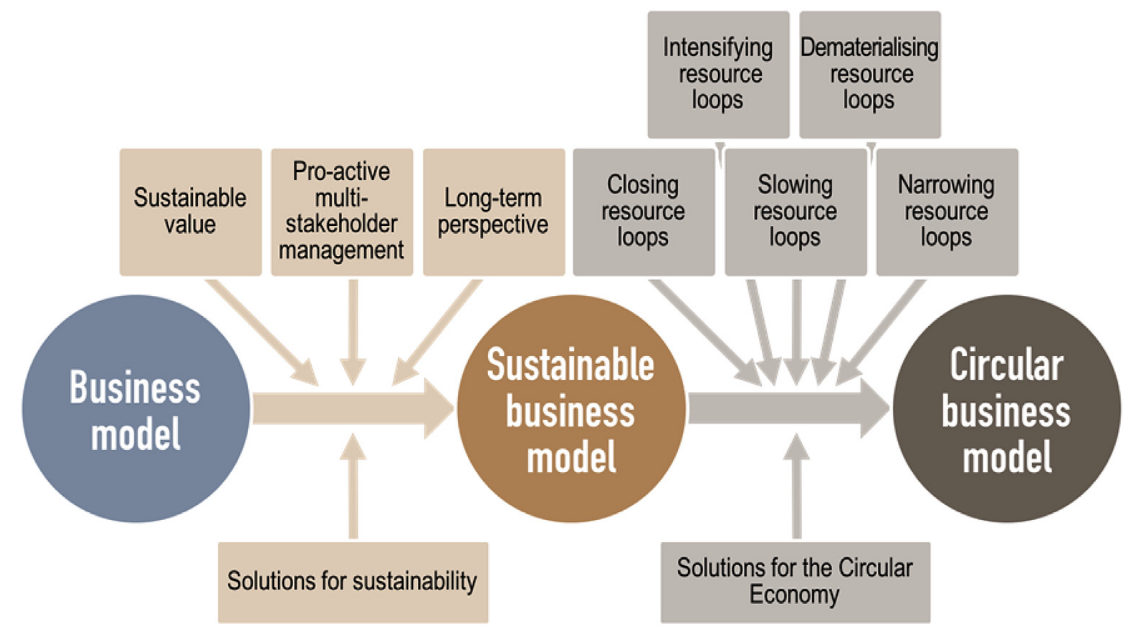 Intensifying
resource
loops
Dematerialising
resource
loops
Sustainable
value
Pro-active
multi-
stakeholder
management
Long-term
perspective
Closing
resource
loops
Slowing
resource
loops
Narrowing
resource
loops
Business
model
Sustainable
business
model
Circular
business
model
Solutions for sustainability
Solutions for the Circular
Economy